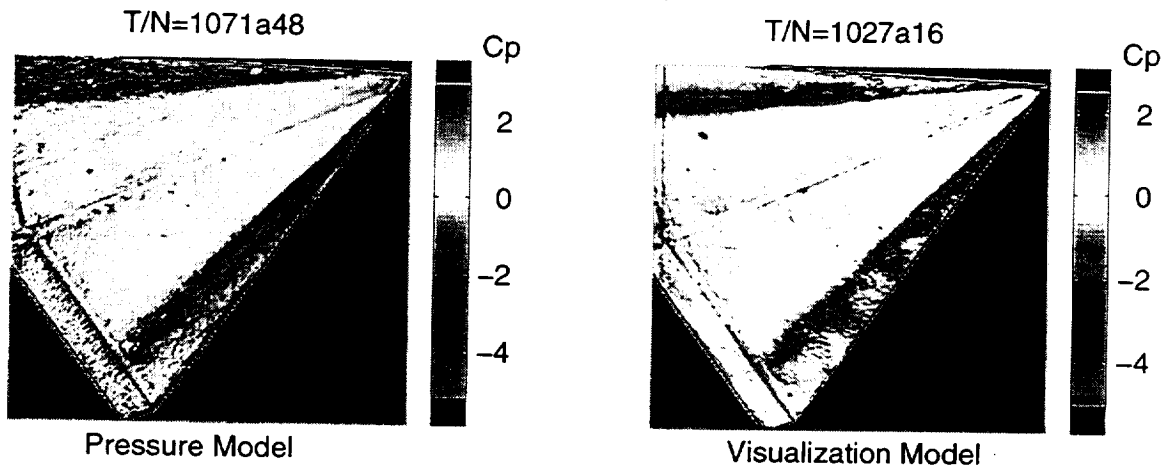 T/N=1071a48
Cp
2
0
−2
−4
Pressure Model
T/N=1027a16
Cp
2
0
−2
−4
Visualization Model